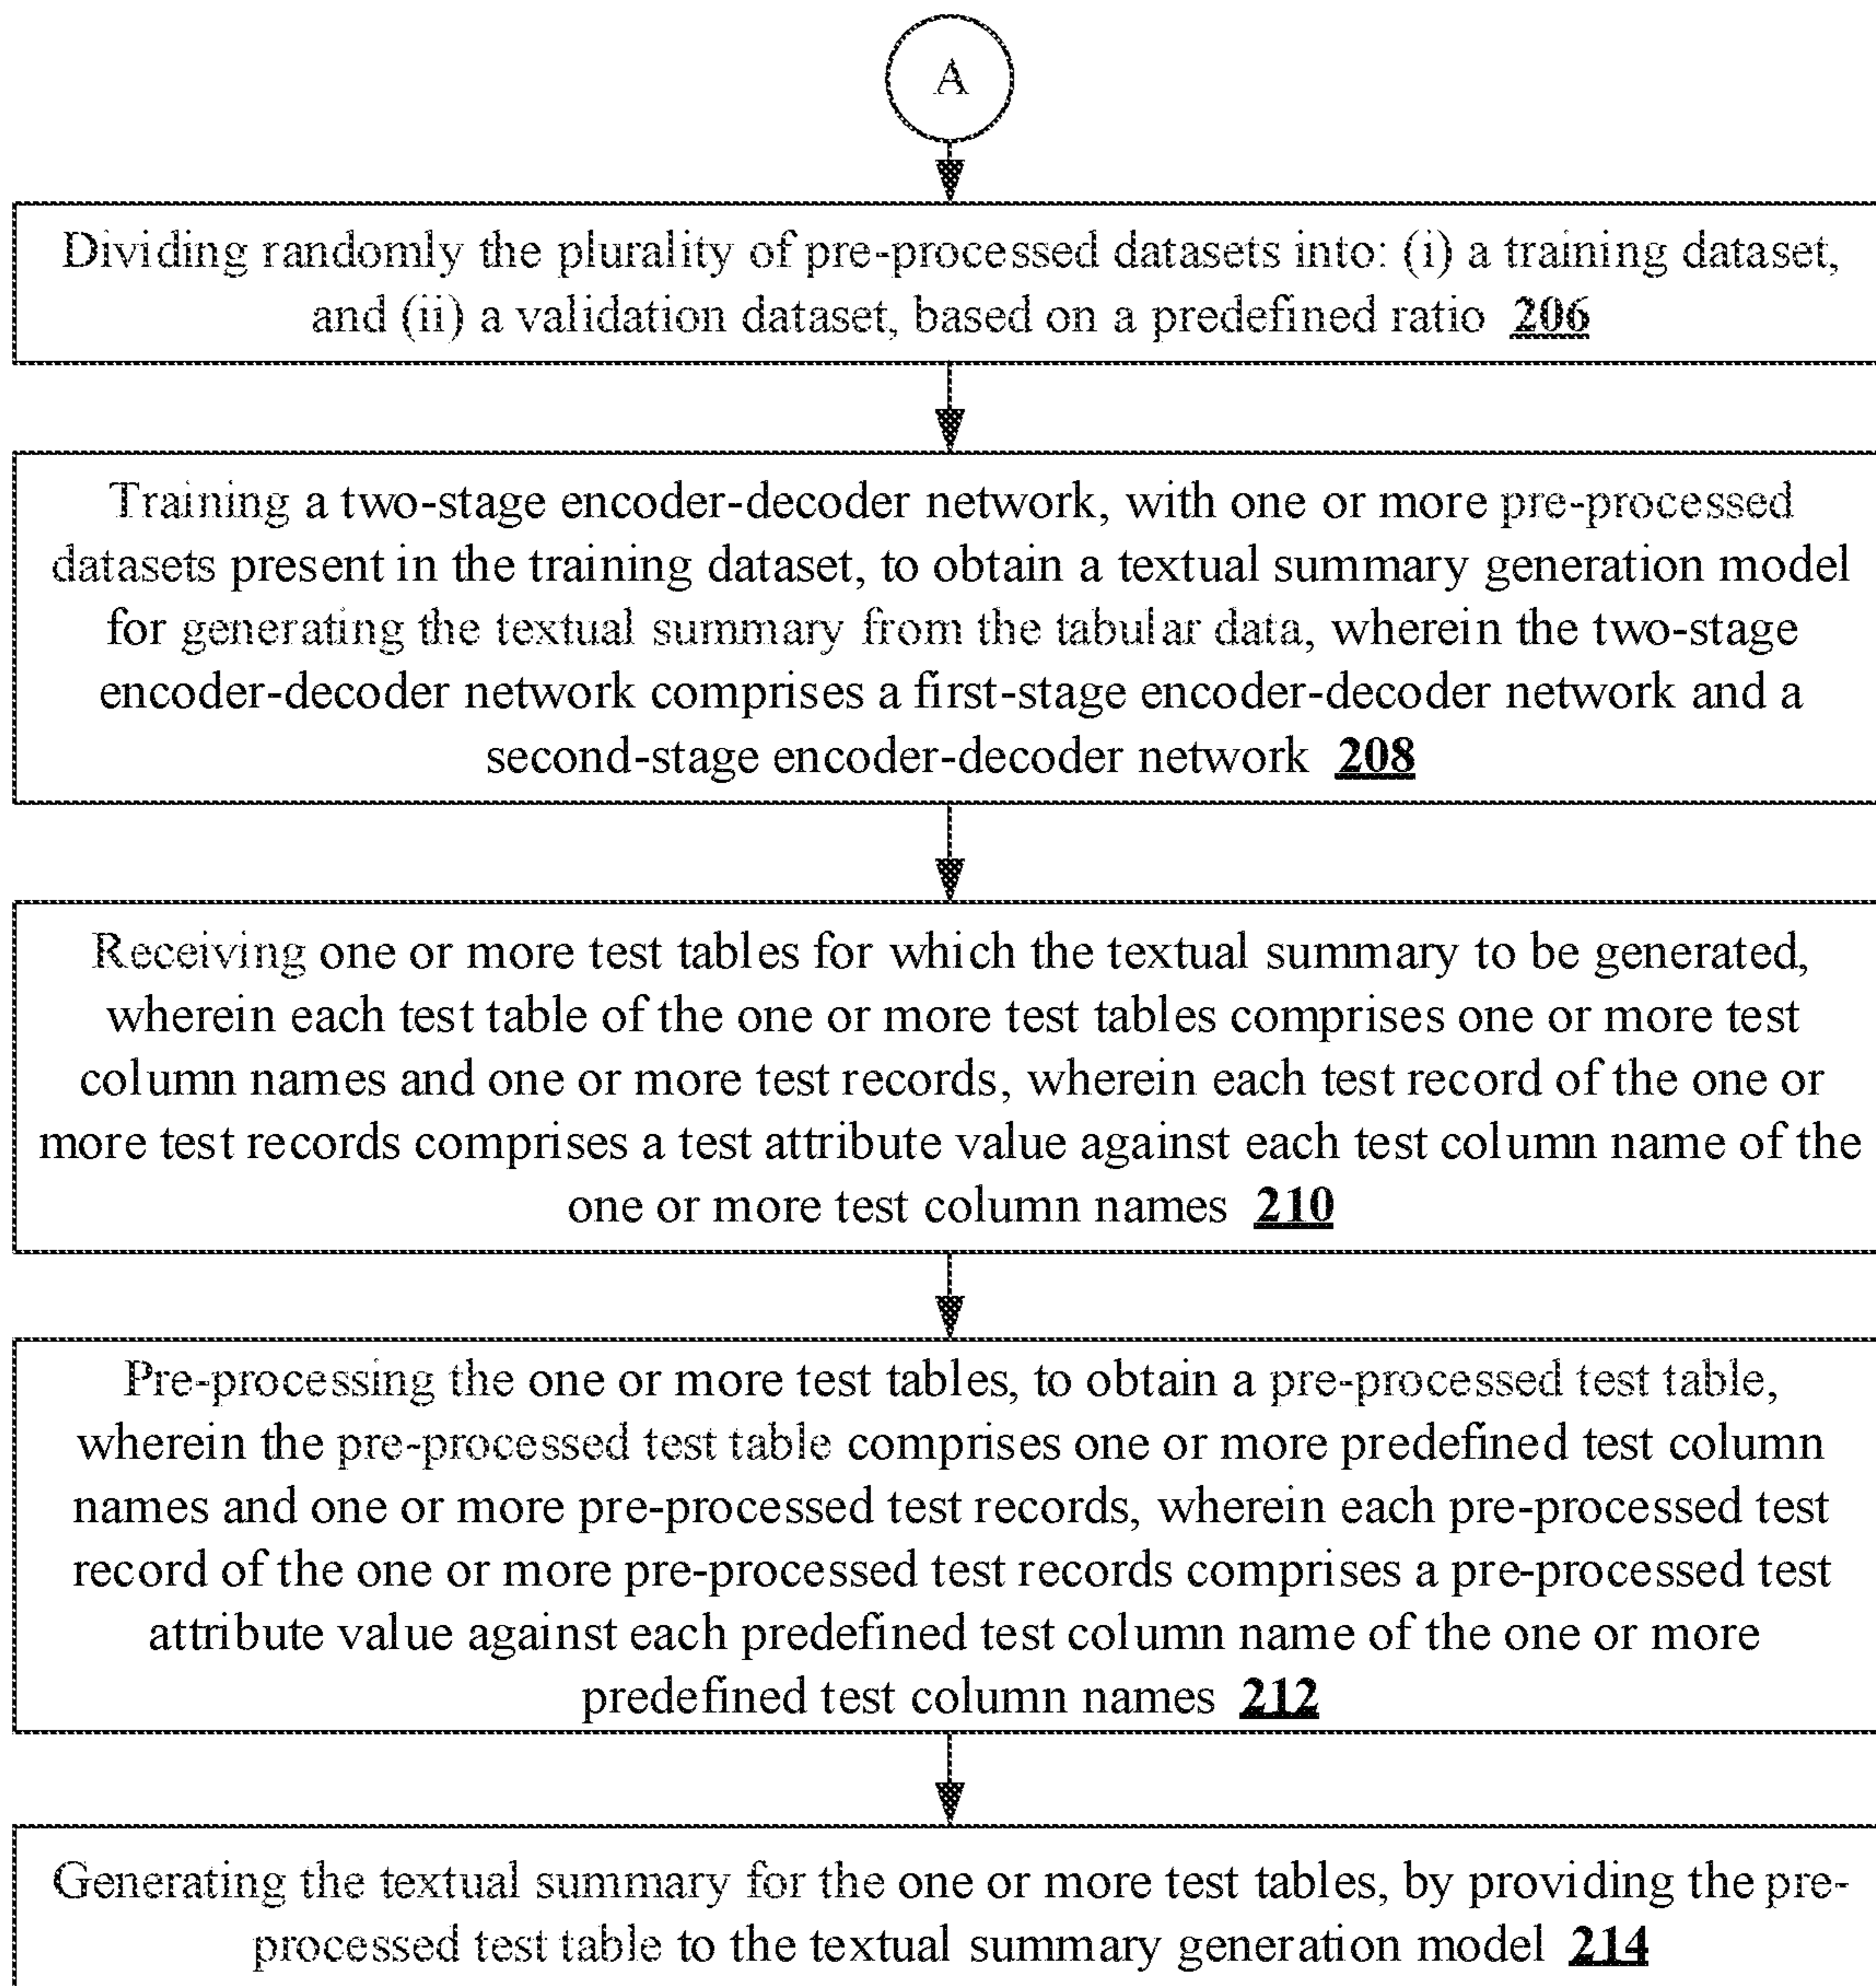 A
Dividing randomly the plurality of pre-processed datasets into: (i) a training dataset,
and (ii) a validation dataset, based on a predefined ratio 206
Training a two-stage encoder-decoder network, with one or more pre-processed
datasets present in the training dataset, to obtain a textual summary generation model
for generating the textual summary from the tabular data, wherein the two-stage
encoder-decoder network comprises a first-stage encoder-decoder network and a
second-stage encoder-decoder network 208
Receiving one or more test tables for which the textual summary to be generated,
wherein each test table of the one or more test tables comprises one or more test
column names and one or more test records, wherein each test record of the one or
more test records comprises a test attribute value against each test column name of the
one or more test column names 210
Pre-processing the one or more test tables, to obtain a pre-processed test table,
wherein the pre-processed test table comprises one or more predefined test column
names and one or more pre-processed test records, wherein each pre-processed test
record of the one or more pre-processed test records comprises a pre-processed test
attribute value against each predefined test column name of the one or more
predefined test column names 212
Generating the textual summary for the one or more test tables, by providing the pre-
processed test table to the textual summary generation model 214